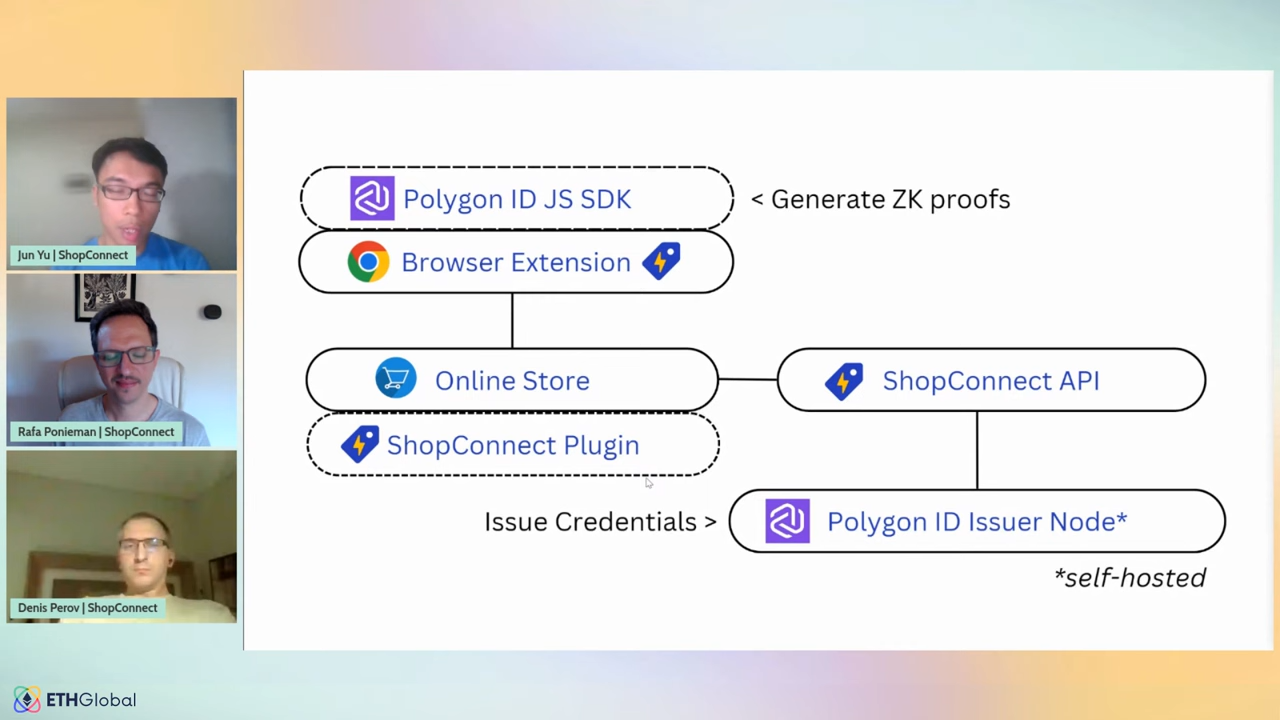 Jun Yu | ShopConnect
Rafa Ponieman | ShopConnect
Denis Perov | ShopConnect
Polygon ID JS SDK
< Generate ZK proofs
Browser Extension
Online Store
ShopConnect API
ShopConnect Plugin
Issue Credentials >
Polygon ID Issuer Node*
*self-hosted
ETHGlobal